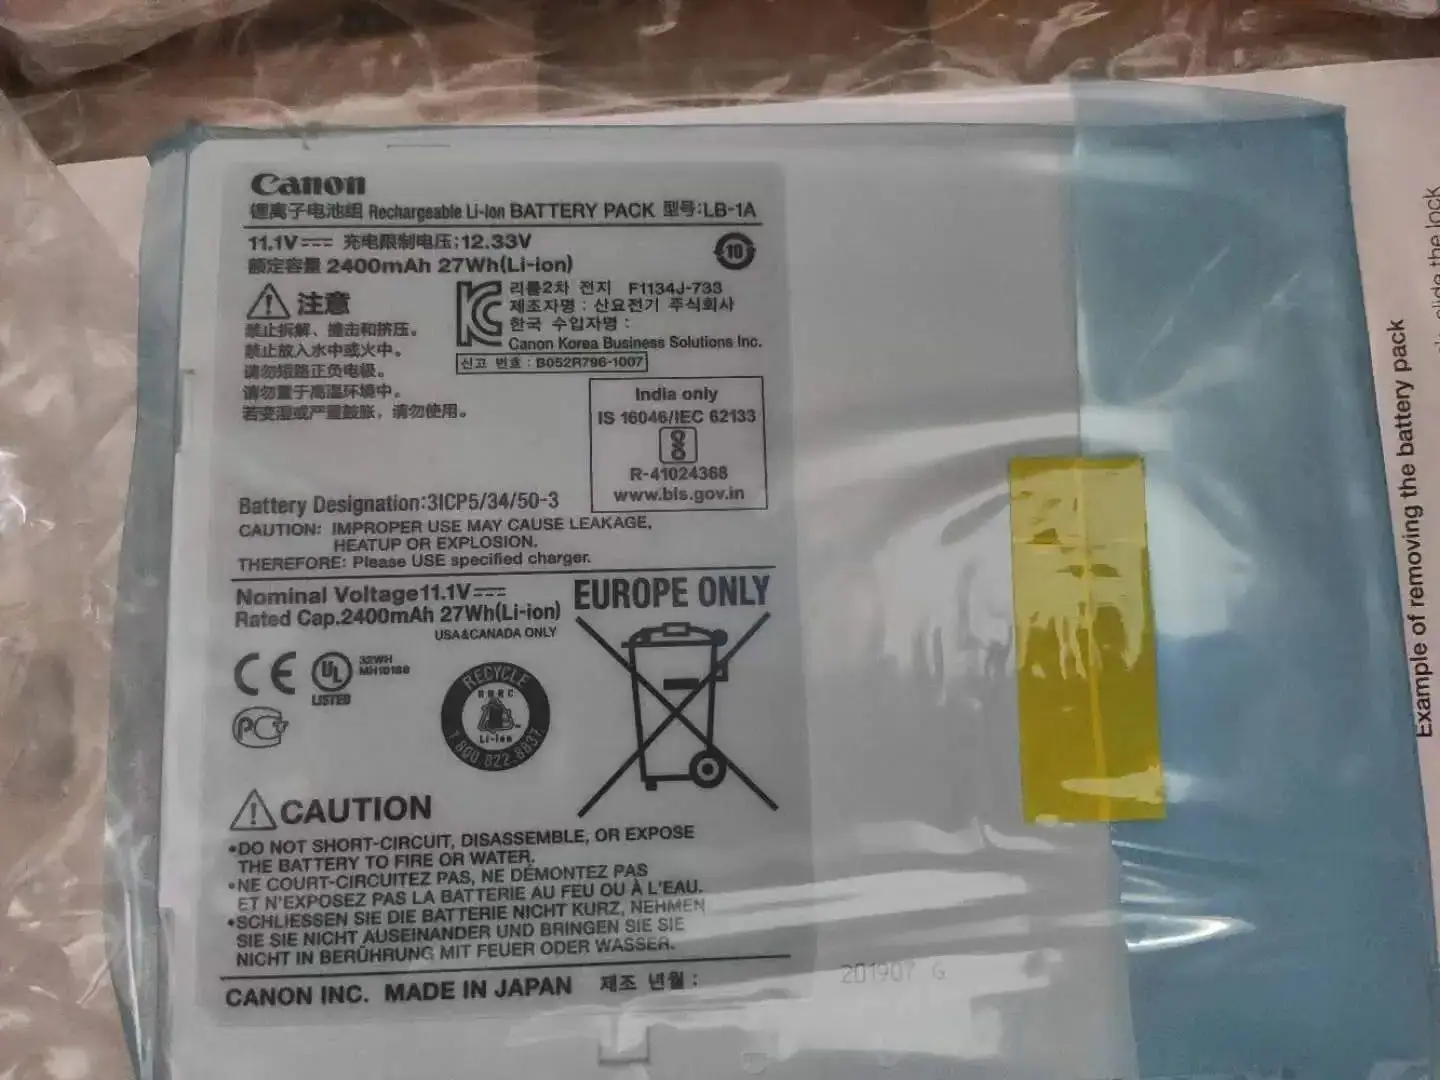 Canon
锂离子电池组 Rechargeable Li-Ion BATTERY PACK 型号:LB-1A
11.1V 充电限制电压:12.33V
额定容量 2400mAh 27Wh(Li-ion)
10
注意
禁止拆解、撞击和挤压。
禁止放入水中或火中。
请勿短路正负电极。
请勿置于高温环境中。
若变湿或严重鼓胀，请勿使用。
리튬2차 전지 F1134J-733
제조자명 : 산요전기 주식회사
한국 수입자명 :
Canon Korea Business Solutions Inc.
신고 번호 : B052R796-1007
India only
IS 16046/IEC 62133
R-41024368
www.bis.gov.in
Battery Designation:3ICP5/34/50-3
CAUTION: IMPROPER USE MAY CAUSE LEAKAGE,
HEATUP OR EXPLOSION.
THEREFORE: Please USE specified charger.
Nominal Voltage11.1V
Rated Cap.2400mAh 27Wh(Li-ion)
USA&CANADA ONLY
EUROPE ONLY
CE
UL
LISTED
32WH
MH10180
RECYCLE
RBRC
Li-Ion
1.800.822.8837
CAUTION
•DO NOT SHORT-CIRCUIT, DISASSEMBLE, OR EXPOSE
THE BATTERY TO FIRE OR WATER.
•NE COURT-CIRCUITEZ PAS, NE DÉMONTEZ PAS
ET N'EXPOSEZ PAS LA BATTERIE AU FEU OU À L'EAU.
•SCHLIESSEN SIE DIE BATTERIE NICHT KURZ, NEHMEN
SIE SIE NICHT AUSEINANDER UND BRINGEN SIE SIE
NICHT IN BERÜHRUNG MIT FEUER ODER WASSER.
CANON INC. MADE IN JAPAN 제조 년월 :
201907 G
Example of removing the battery pack
slide the lock